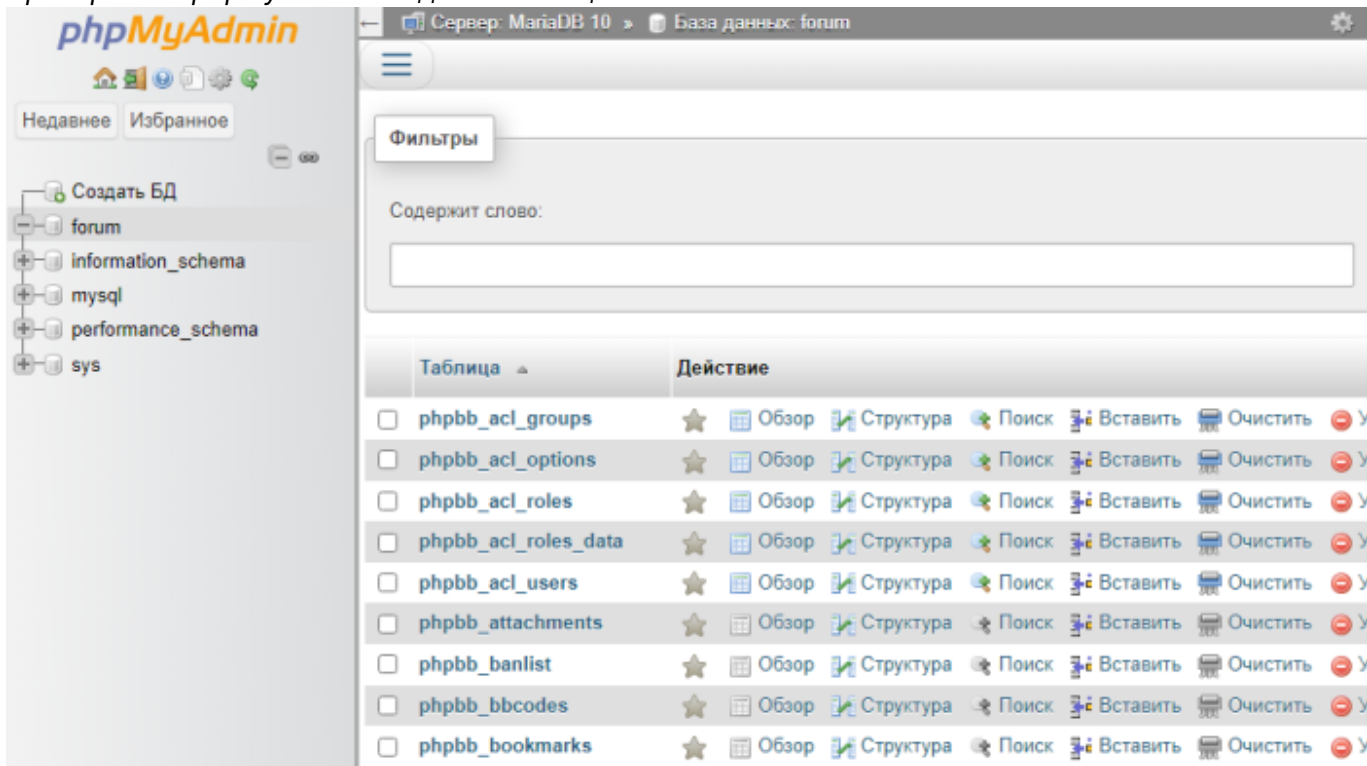 phpMyAdmin
Недавнее Избранное
Создать БД
forum
information_schema
mysql
performance_schema
sys
← Сервер: MariaDB 10 » База данных: forum
Фильтры
Содержит слово:
Таблица Действие
phpbb_acl_groups Обзор Структура Поиск Вставить Очистить У
phpbb_acl_options Обзор Структура Поиск Вставить Очистить У
phpbb_acl_roles Обзор Структура Поиск Вставить Очистить У
phpbb_acl_roles_data Обзор Структура Поиск Вставить Очистить У
phpbb_acl_users Обзор Структура Поиск Вставить Очистить У
phpbb_attachments Обзор Структура Поиск Вставить Очистить У
phpbb_banlist Обзор Структура Поиск Вставить Очистить У
phpbb_bbcodes Обзор Структура Поиск Вставить Очистить У
phpbb_bookmarks Обзор Структура Поиск Вставить Очистить У